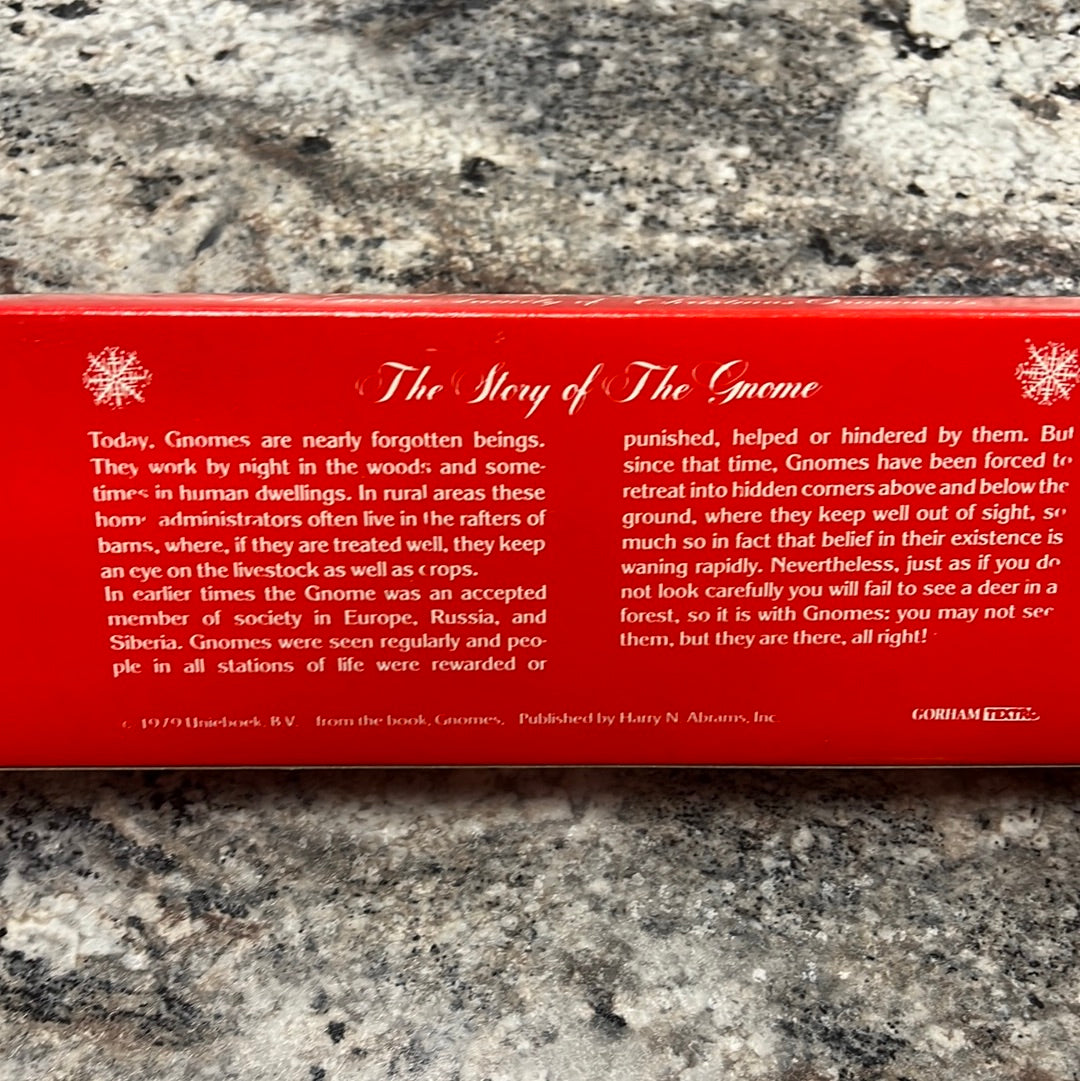 The Gnome Family of Christmas Ornaments
The Story of The Gnome
Today, Gnomes are nearly forgotten beings.
They work by night in the woods and some-
times in human dwellings. In rural areas these
home administrators often live in the rafters of
barns, where, if they are treated well, they keep
an eye on the livestock as well as crops.
In earlier times the Gnome was an accepted
member of society in Europe, Russia, and
Siberia. Gnomes were seen regularly and peo-
ple in all stations of life were rewarded or
punished, helped or hindered by them. But
since that time, Gnomes have been forced to
retreat into hidden corners above and below the
ground, where they keep well out of sight, so
much so in fact that belief in their existence is
waning rapidly. Nevertheless, just as if you do
not look carefully you will fail to see a deer in a
forest, so it is with Gnomes: you may not see
them, but they are there, all right!
© 1979 Unieboek, B.V. from the book, Gnomes, Published by Harry N. Abrams, Inc.
GORHAM TEXTRON